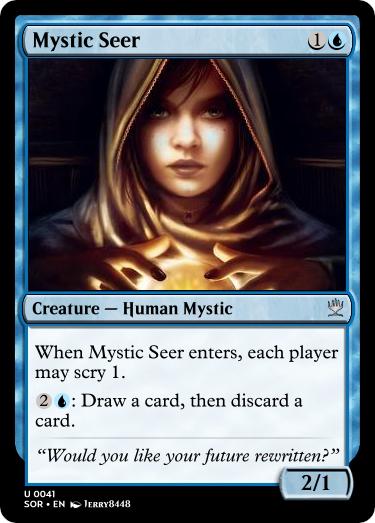 Mystic Seer 1
Creature — Human Mystic
When Mystic Seer enters, each player
may scry 1.
2 : Draw a card, then discard a
card.
“Would you like your future rewritten?”
2/1
U 0041
SOR • EN Jerry8448